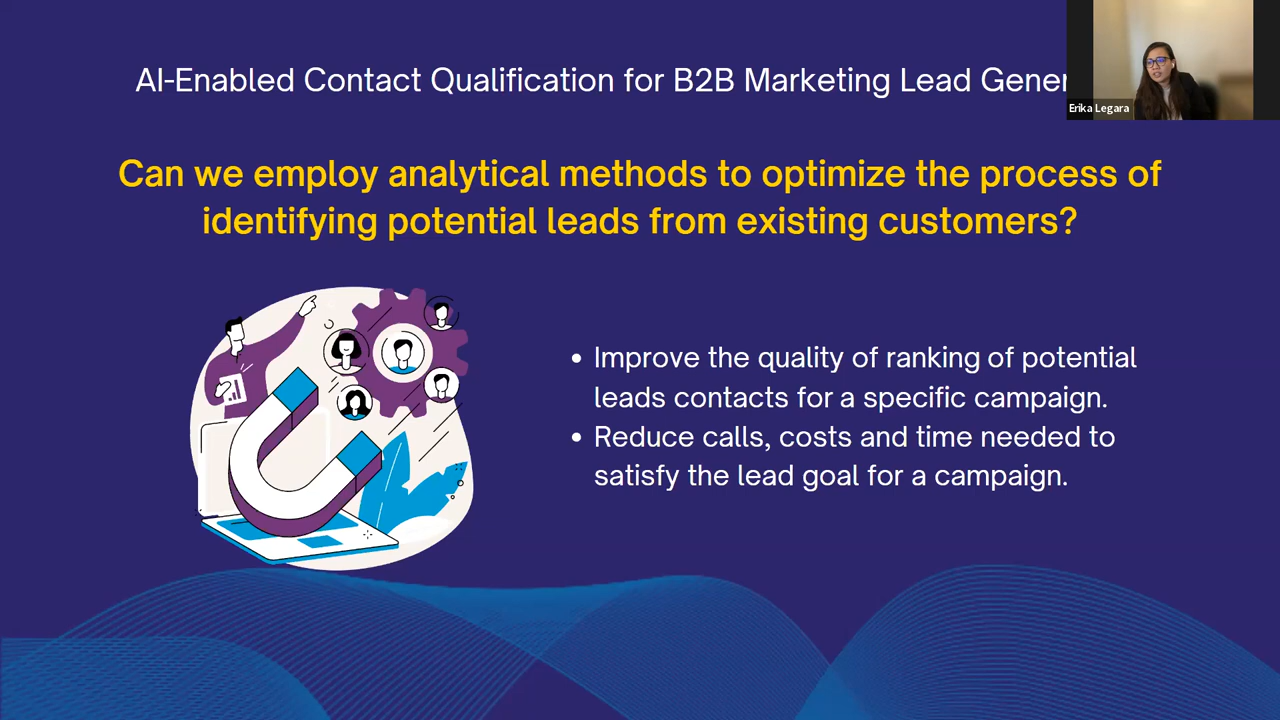 AI-Enabled Contact Qualification for B2B Marketing Lead
Erika Legara
Can we employ analytical methods to optimize the process of
identifying potential leads from existing customers?
• Improve the quality of ranking of potential
leads contacts for a specific campaign.
• Reduce calls, costs and time needed to
satisfy the lead goal for a campaign.